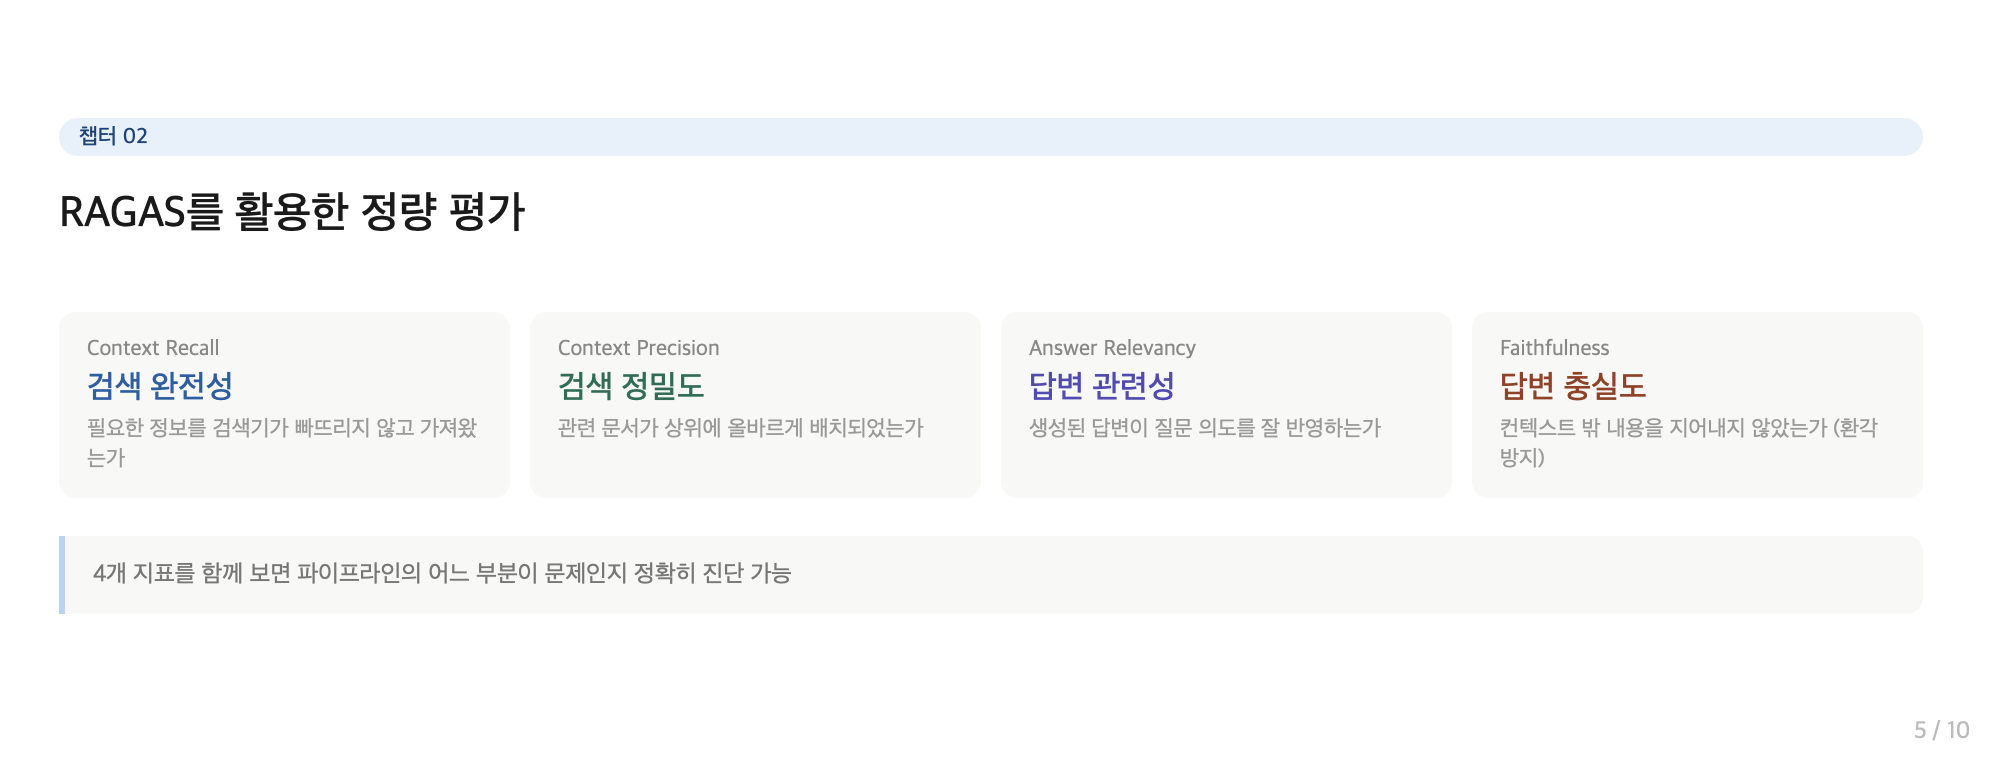 챕터 02
RAGAS를 활용한 정량 평가
Context Recall
검색 완전성
필요한 정보를 검색기가 빠뜨리지 않고 가져왔
는가
Context Precision
검색 정밀도
관련 문서가 상위에 올바르게 배치되었는가
Answer Relevancy
답변 관련성
생성된 답변이 질문 의도를 잘 반영하는가
Faithfulness
답변 충실도
컨텍스트 밖 내용을 지어내지 않았는가 (환각
방지)
4개 지표를 함께 보면 파이프라인의 어느 부분이 문제인지 정확히 진단 가능
5 / 10